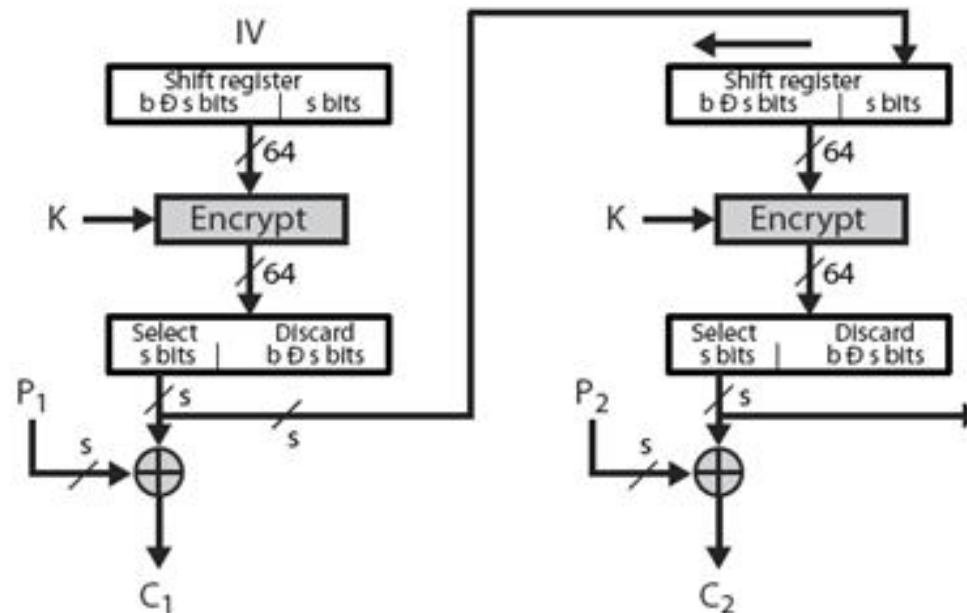 IV
Shift register
b Đ s bits | s bits
64
K
Encrypt
64
Select
s bits
Discard
b Đ s bits
s
s
P1
s
C1
Shift register
b Đ s bits | s bits
64
K
Encrypt
64
Select
s bits
Discard
b Đ s bits
s
P2
s
C2